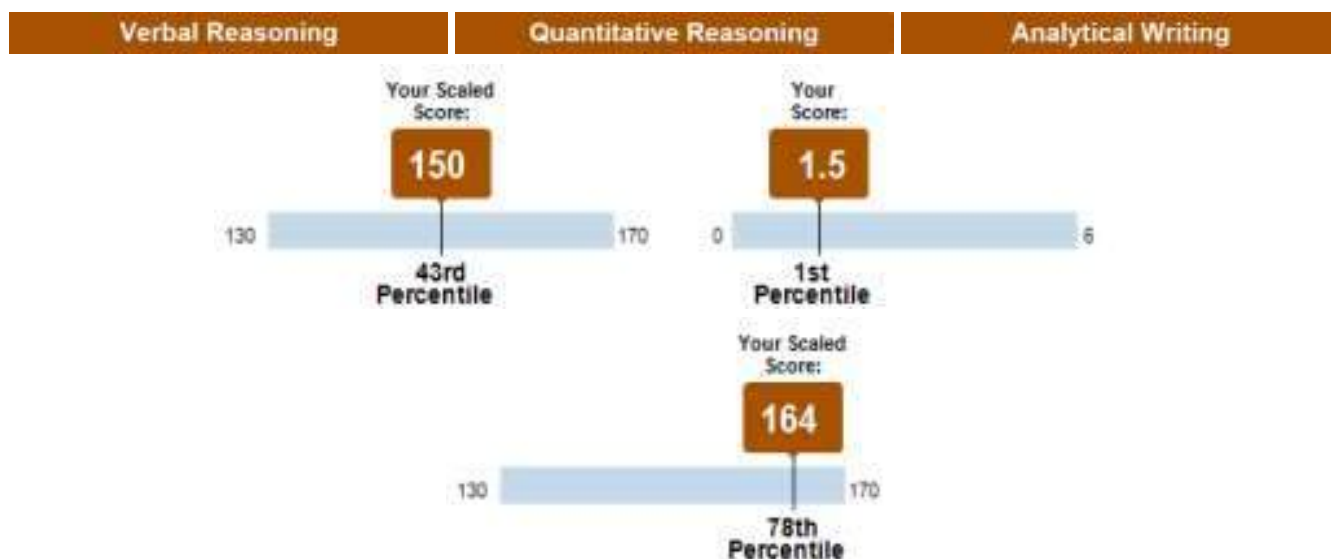 Verbal Reasoning
Quantitative Reasoning
Analytical Writing
Your Scaled
Score:
150
130
170
43rd
Percentile
Your
Score:
1.5
0
6
1st
Percentile
Your Scaled
Score:
164
130
170
78th
Percentile